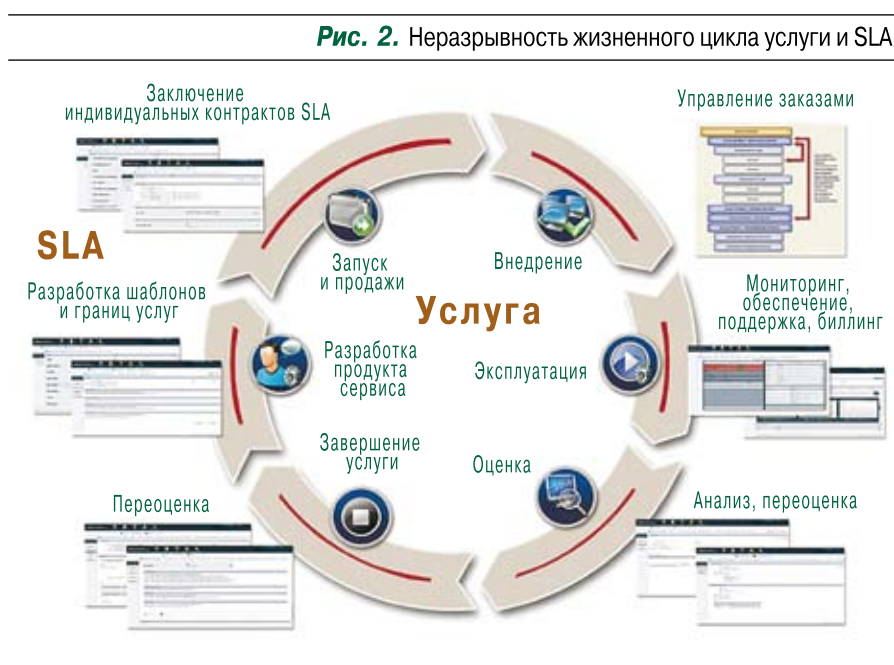 Рис. 2. Неразрывность жизненного цикла услуги и SLA
Заключение
индивидуальных контрактов SLA
Управление заказами
SLA
Запуск
и продажи
Внедрение
Разработка шаблонов
и границ услуг
Услуга
Мониторинг,
обеспечение,
поддержка, биллинг
Разработка
продукта
сервиса
Эксплуатация
Завершение
услуги
Оценка
Переоценка
Анализ, переоценка